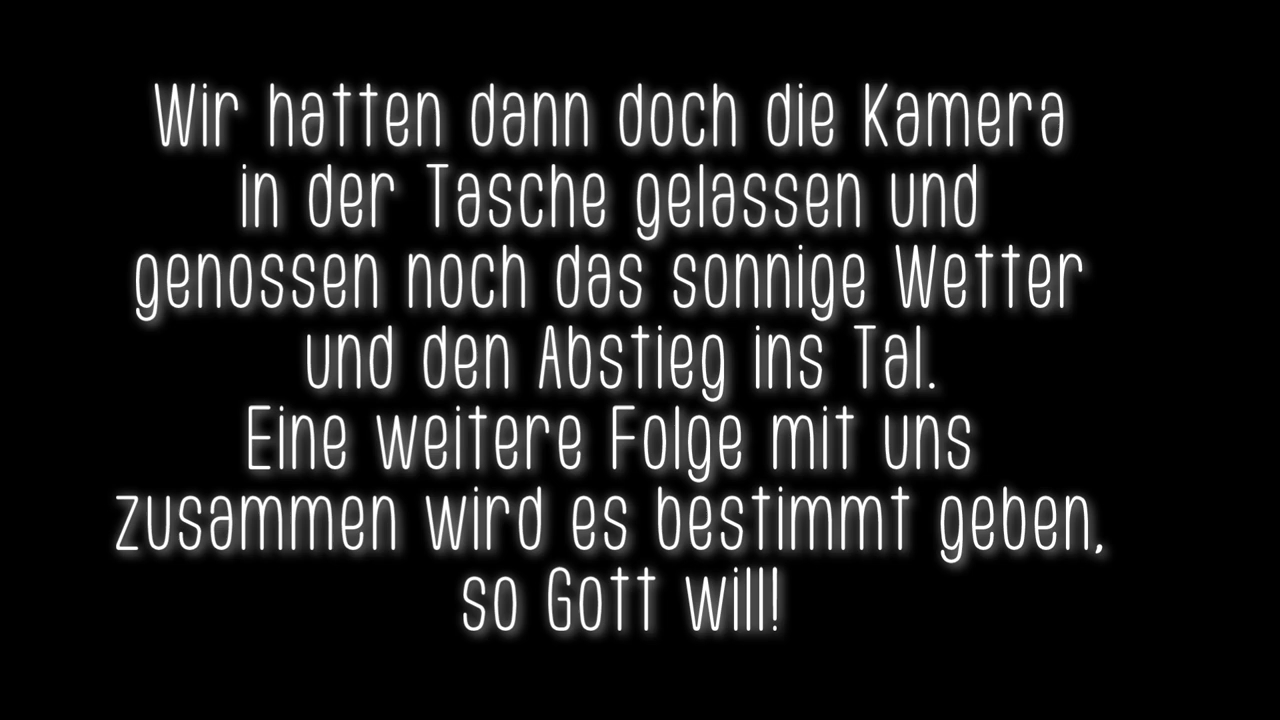 Wir hatten dann doch die Kamera
in der Tasche gelassen und
genossen noch das sonnige Wetter
und den Abstieg ins Tal.
Eine weitere Folge mit uns
zusammen wird es bestimmt geben,
so Gott will!